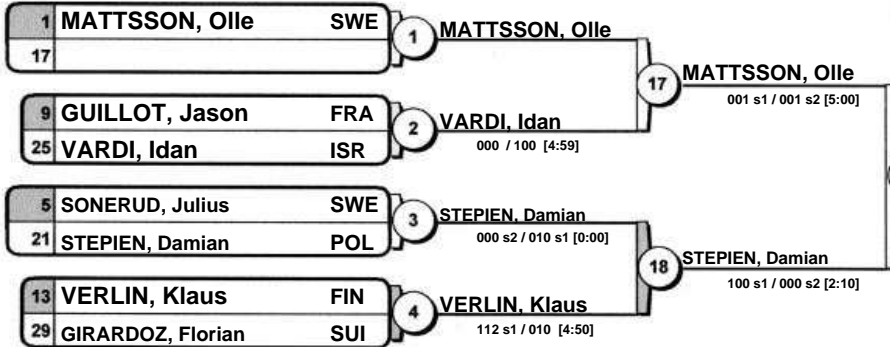 1 MATTSSON, Olle SWE
17
1 MATTSSON, Olle
9 GUILLOT, Jason FRA
25 VARDI, Idan ISR
2 VARDI, Idan
000 / 100 [4:59]
17 MATTSSON, Olle
001 s1 / 001 s2 [5:00]
5 SONERUD, Julius SWE
21 STEPIEN, Damian POL
3 STEPIEN, Damian
000 s2 / 010 s1 [0:00]
13 VERLIN, Klaus FIN
29 GIRARDOZ, Florian SUI
4 VERLIN, Klaus
112 s1 / 010 [4:50]
18 STEPIEN, Damian
100 s1 / 000 s2 [2:10]